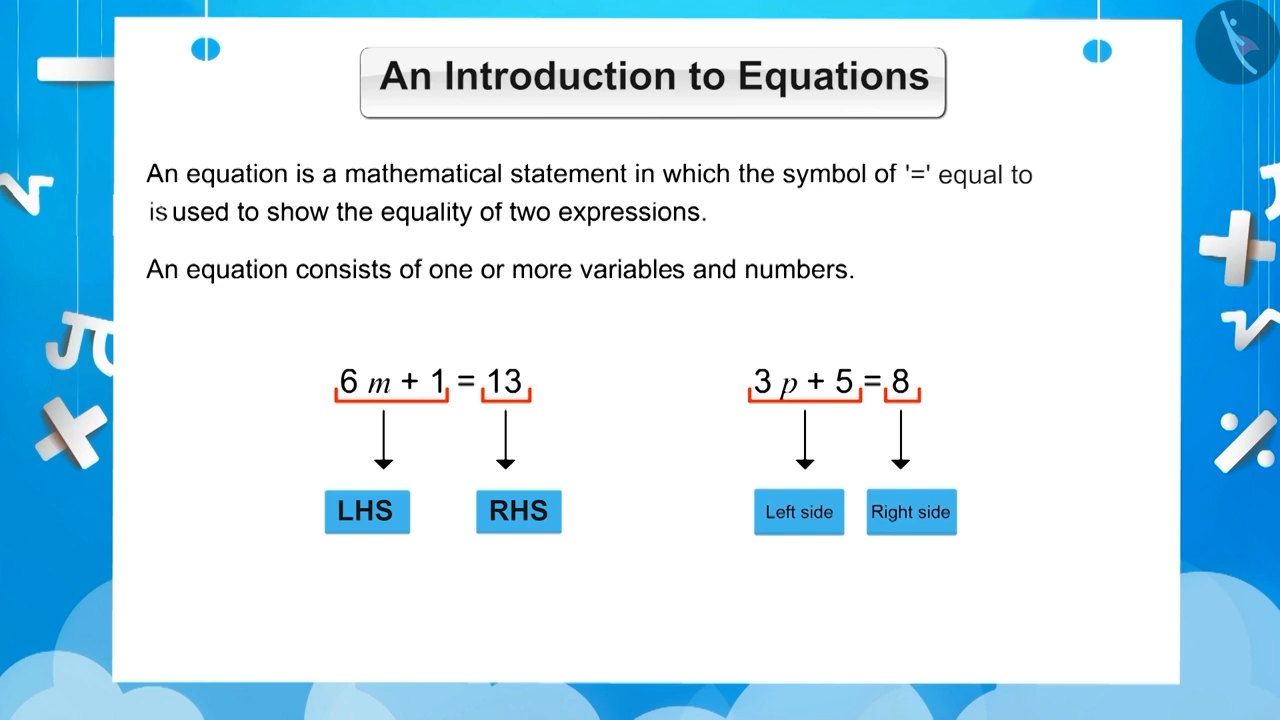 An Introduction to Equations
An equation is a mathematical statement in which the symbol of '=' equal to
is used to show the equality of two expressions.
An equation consists of one or more variables and numbers.
6 m + 1 = 13
3 p + 5 = 8
LHS
RHS
Left side
Right side